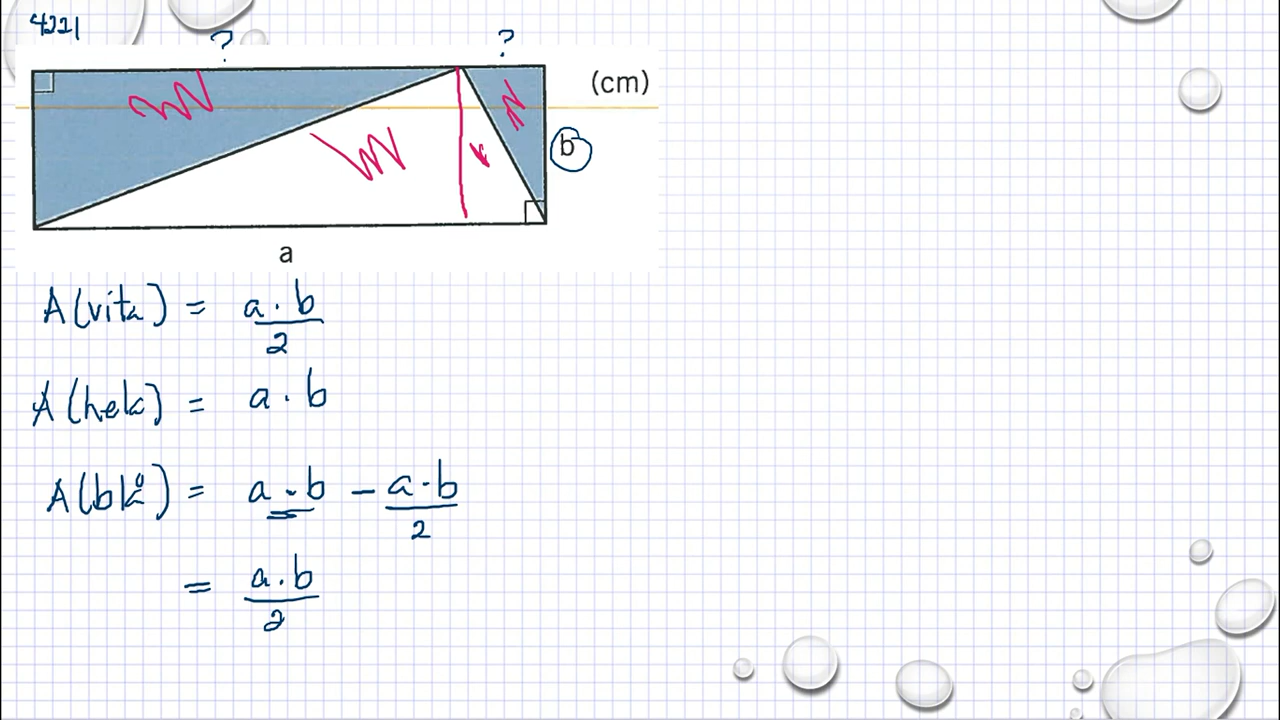 4221
? ?
(cm)
b
a
A(vita) = a · b / 2
A(hela) = a · b
A(blå) = a · b - a · b / 2
= a · b / 2